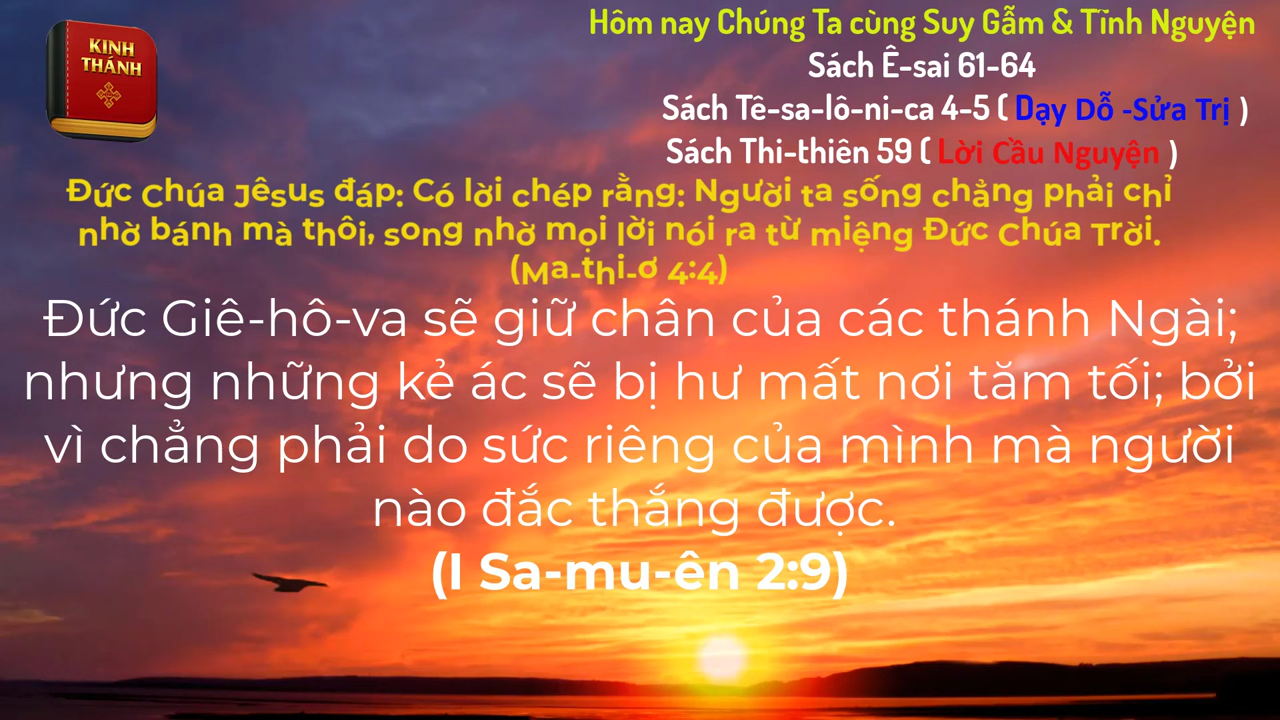 KINH
THÁNH
Hôm nay Chúng Ta cùng Suy Gẫm & Tĩnh Nguyện
Sách Ê-sai 61-64
Sách Tê-sa-lô-ni-ca 4-5 ( Dạy Dỗ -Sửa Trị )
Sách Thi-thiên 59 ( Lời Cầu Nguyện )
Đức Chúa Jêsus đáp: Có lời chép rằng: Người ta sống chẳng phải chỉ
nhờ bánh mà thôi, song nhờ mọi lời nói ra từ miệng Đức Chúa Trời.
(Ma-thi-ơ 4:4)
Đức Giê-hô-va sẽ giữ chân của các thánh Ngài;
nhưng những kẻ ác sẽ bị hư mất nơi tăm tối; bởi
vì chẳng phải do sức riêng của mình mà người
nào đắc thắng được.
(I Sa-mu-ên 2:9)